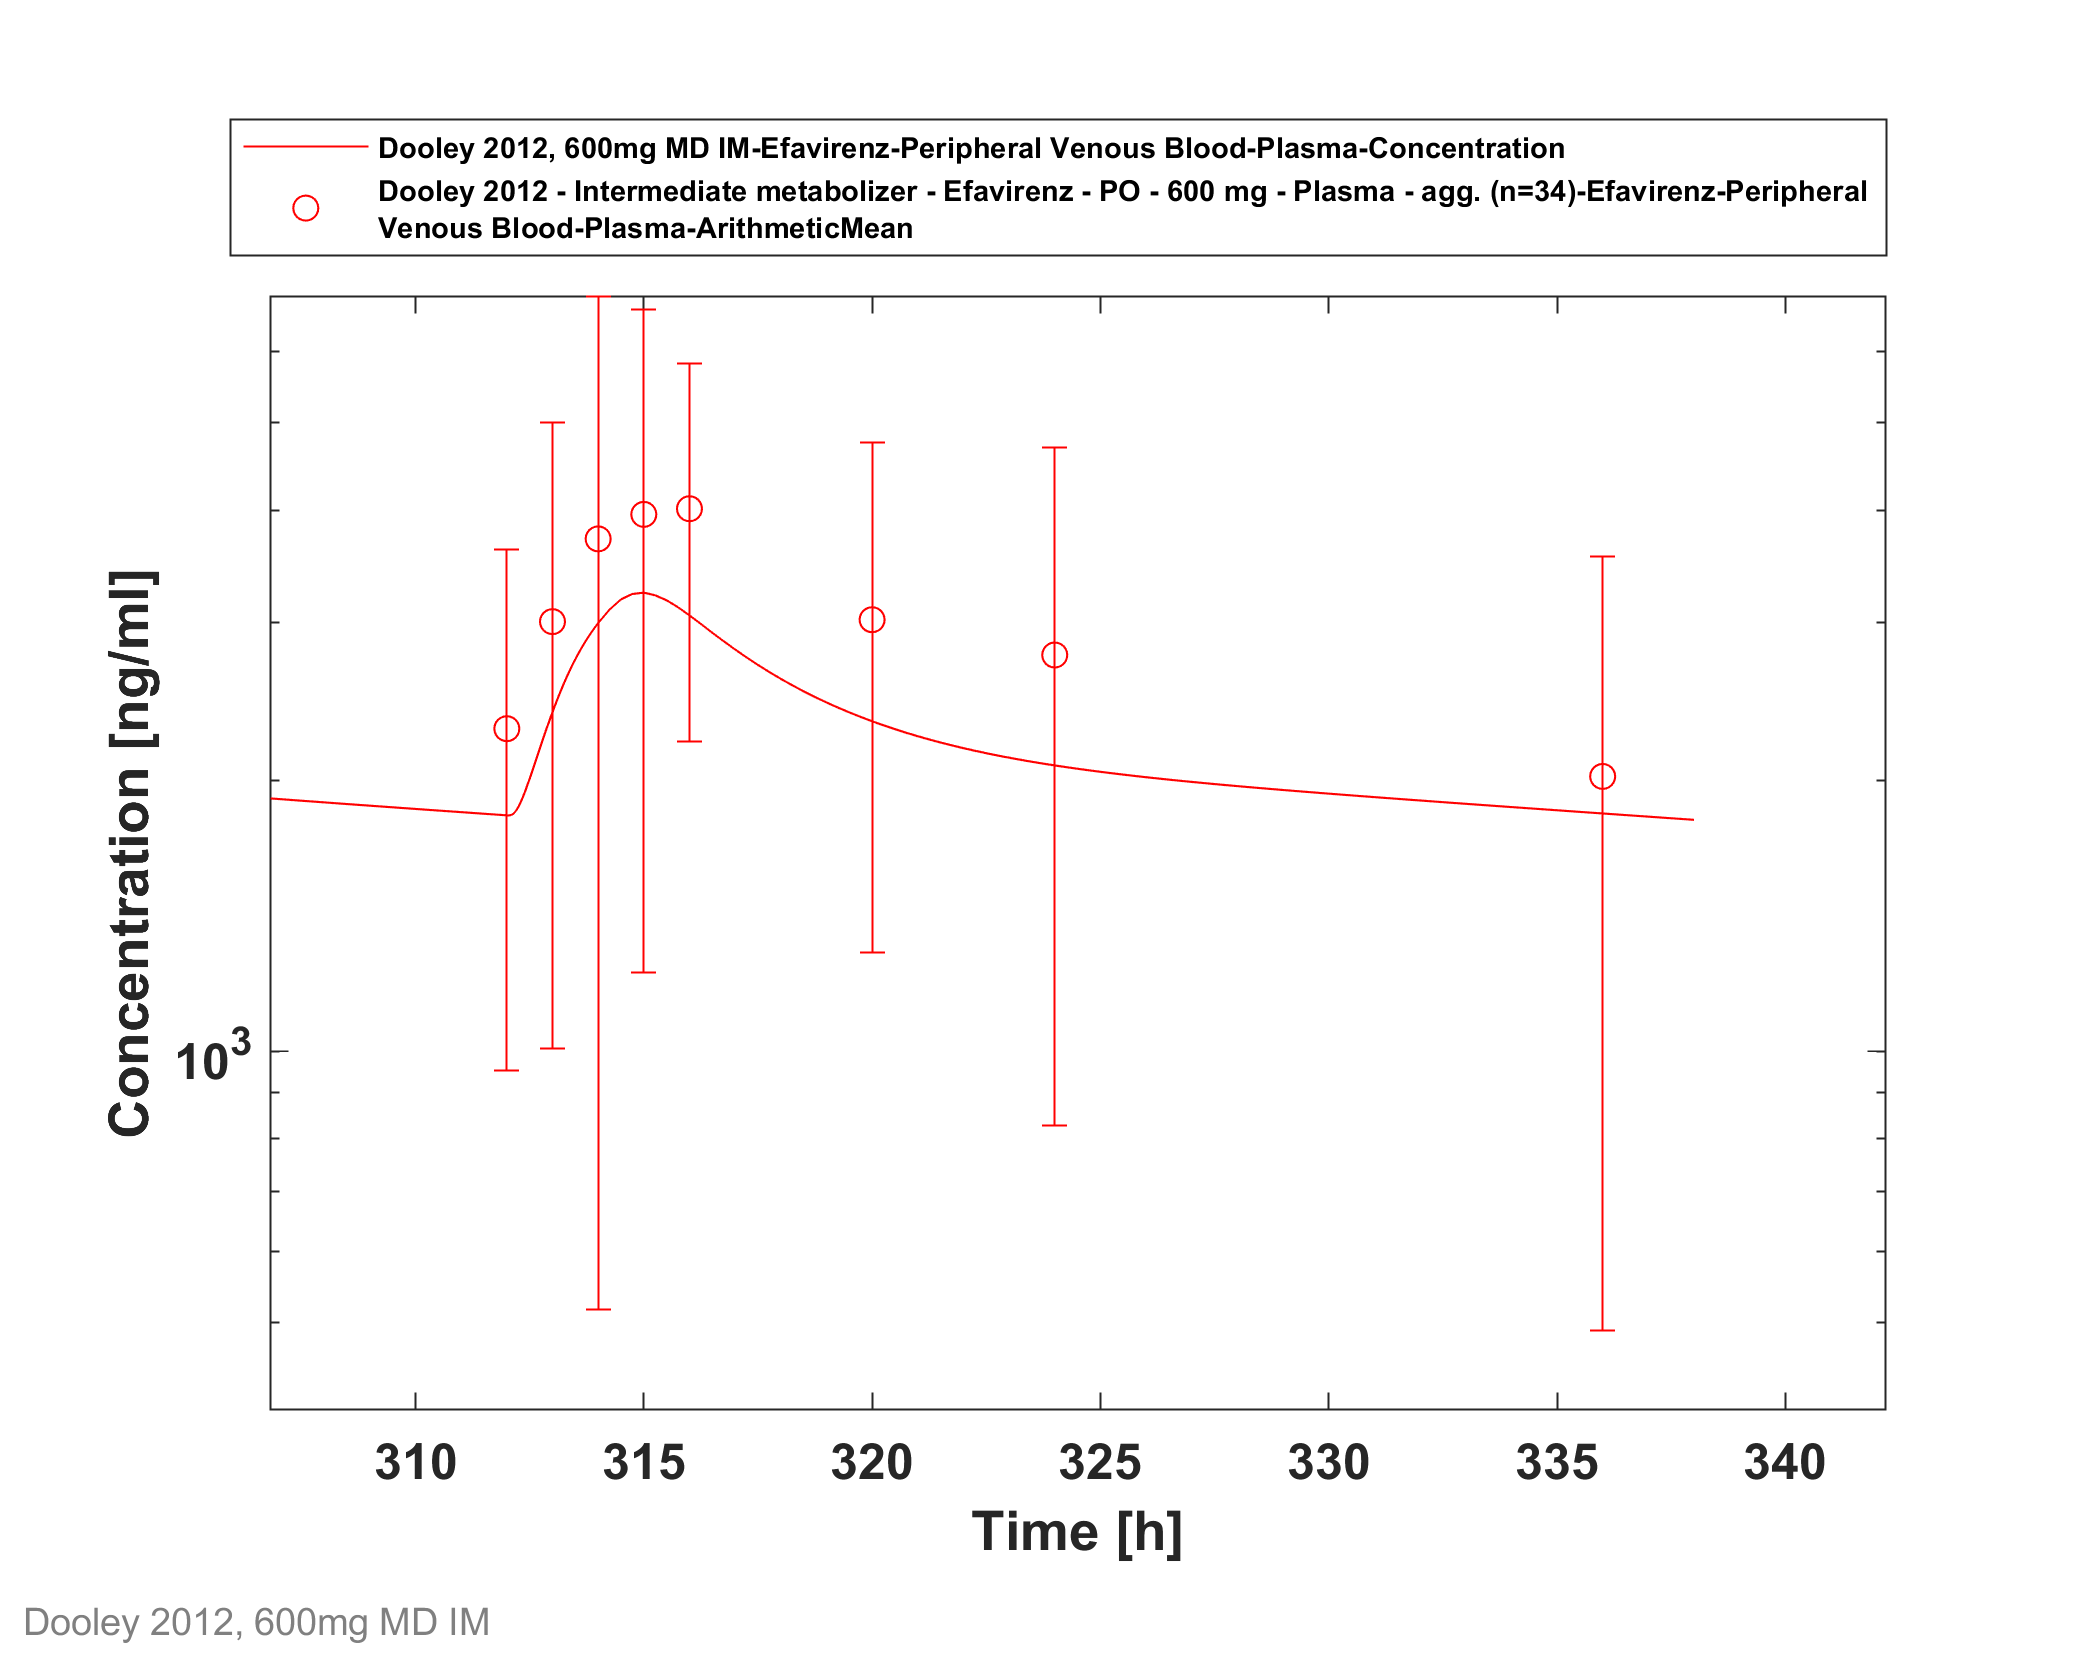 Dooley 2012, 600mg MD IM-Efavirenz-Peripheral Venous Blood-Plasma-Concentration
Dooley 2012 - Intermediate metabolizer - Efavirenz - PO - 600 mg - Plasma - agg. (n=34)-Efavirenz-Peripheral
Venous Blood-Plasma-ArithmeticMean
Concentration [ng/ml]
10³
310 315 320 325 330 335 340
Time [h]
Dooley 2012, 600mg MD IM